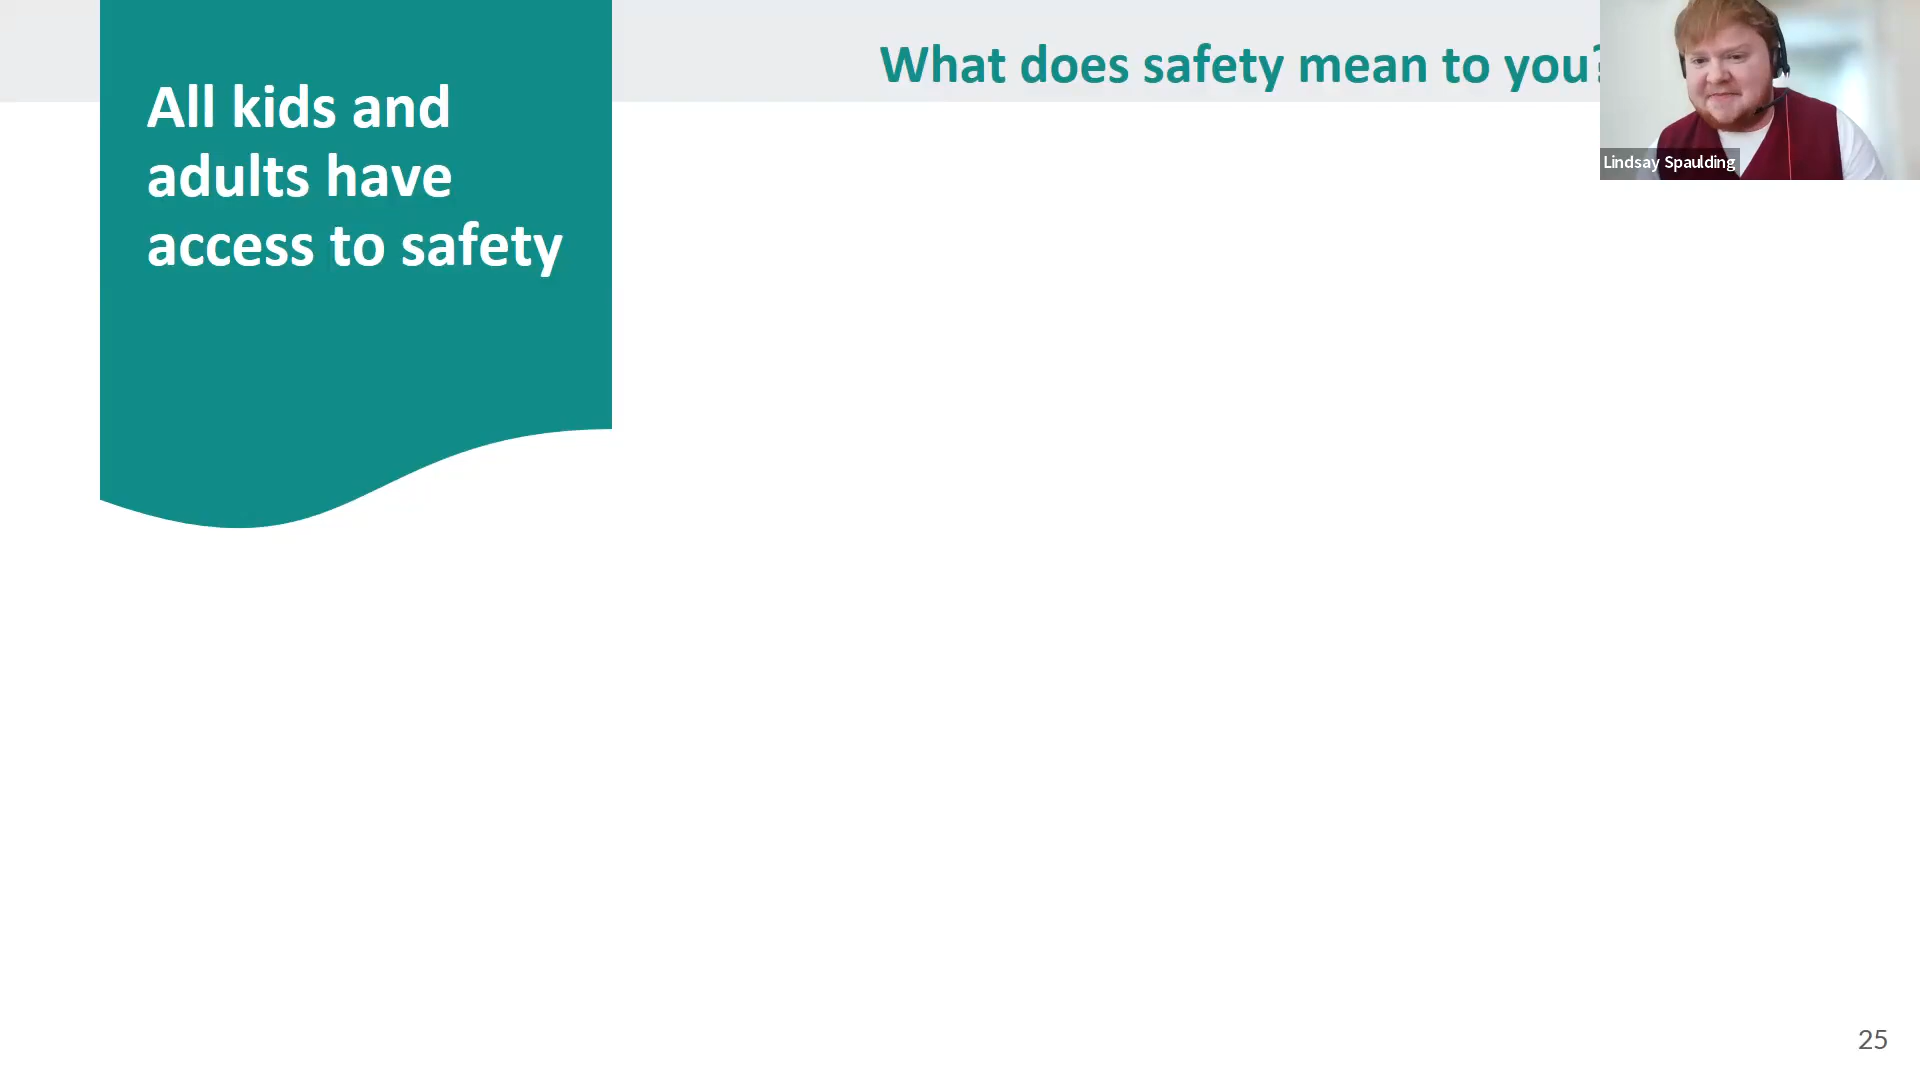 All kids and
adults have
access to safety
What does safety mean to you?
Lindsay Spaulding
25